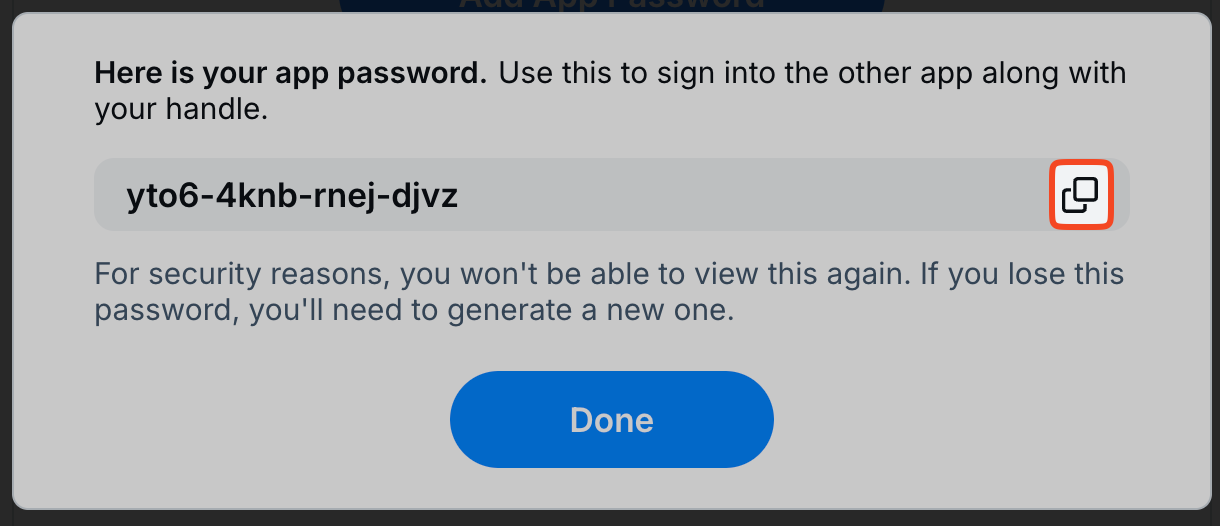 Add App Password
Here is your app password. Use this to sign into the other app along with
your handle.
yto6-4knb-rnej-djvz
For security reasons, you won't be able to view this again. If you lose this
password, you'll need to generate a new one.
Done